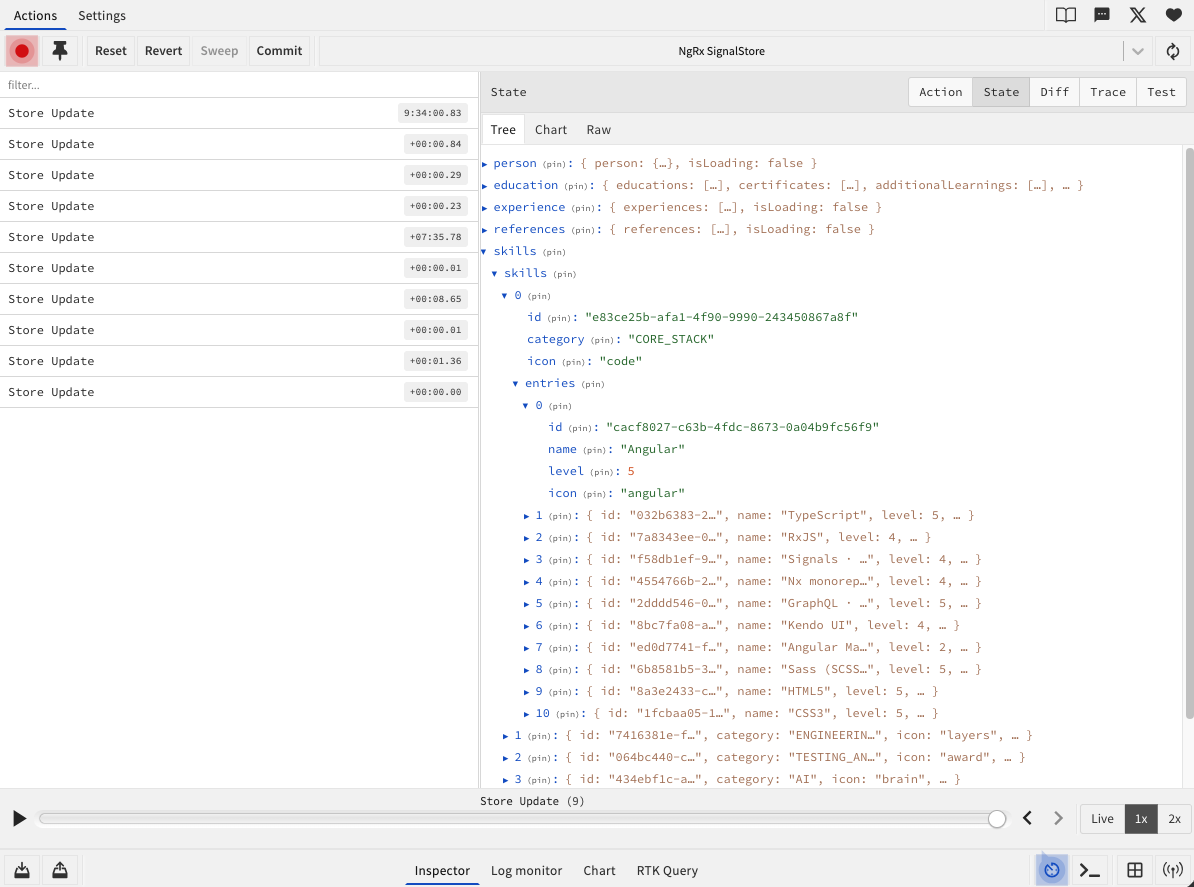 Actions Settings
Reset Revert Sweep Commit NgRx SignalStore
filter...
Store Update 9:34:00.83
Store Update +00:00.84
Store Update +00:00.29
Store Update +00:00.23
Store Update +07:35.78
Store Update +00:00.01
Store Update +00:08.65
Store Update +00:00.01
Store Update +00:01.36
Store Update +00:00.00
State Action State Diff Trace Test
Tree Chart Raw
▶ person (pin): { person: {…}, isLoading: false }
▶ education (pin): { educations: […], certificates: […], additionalLearnings: […], … }
▶ experience (pin): { experiences: […], isLoading: false }
▶ references (pin): { references: […], isLoading: false }
▼ skills (pin)
▼ skills (pin)
▼ 0 (pin)
id (pin): "e83ce25b-afa1-4f90-9990-243450867a8f"
category (pin): "CORE_STACK"
icon (pin): "code"
▼ entries (pin)
▼ 0 (pin)
id (pin): "cacf8027-c63b-4fdc-8673-0a04b9fc56f9"
name (pin): "Angular"
level (pin): 5
icon (pin): "angular"
▶ 1 (pin): { id: "032b6383-2…", name: "TypeScript", level: 5, … }
▶ 2 (pin): { id: "7a8343ee-0…", name: "RxJS", level: 4, … }
▶ 3 (pin): { id: "f58db1ef-9…", name: "Signals · …", level: 4, … }
▶ 4 (pin): { id: "4554766b-2…", name: "Nx monorep…", level: 4, … }
▶ 5 (pin): { id: "2dddd546-0…", name: "GraphQL · …", level: 5, … }
▶ 6 (pin): { id: "8bc7fa08-a…", name: "Kendo UI", level: 4, … }
▶ 7 (pin): { id: "ed0d7741-f…", name: "Angular Ma…", level: 2, … }
▶ 8 (pin): { id: "6b8581b5-3…", name: "Sass (SCSS…", level: 5, … }
▶ 9 (pin): { id: "8a3e2433-c…", name: "HTML5", level: 5, … }
▶ 10 (pin): { id: "1fcbaa05-1…", name: "CSS3", level: 5, … }
▶ 1 (pin): { id: "7416381e-f…", category: "ENGINEERIN…", icon: "layers", … }
▶ 2 (pin): { id: "064bc440-c…", category: "TESTING_AN…", icon: "award", … }
▶ 3 (pin): { id: "434ebf1c-a…", category: "AI", icon: "brain", … }
Store Update (9)
Live 1x 2x
Inspector Log monitor Chart RTK Query